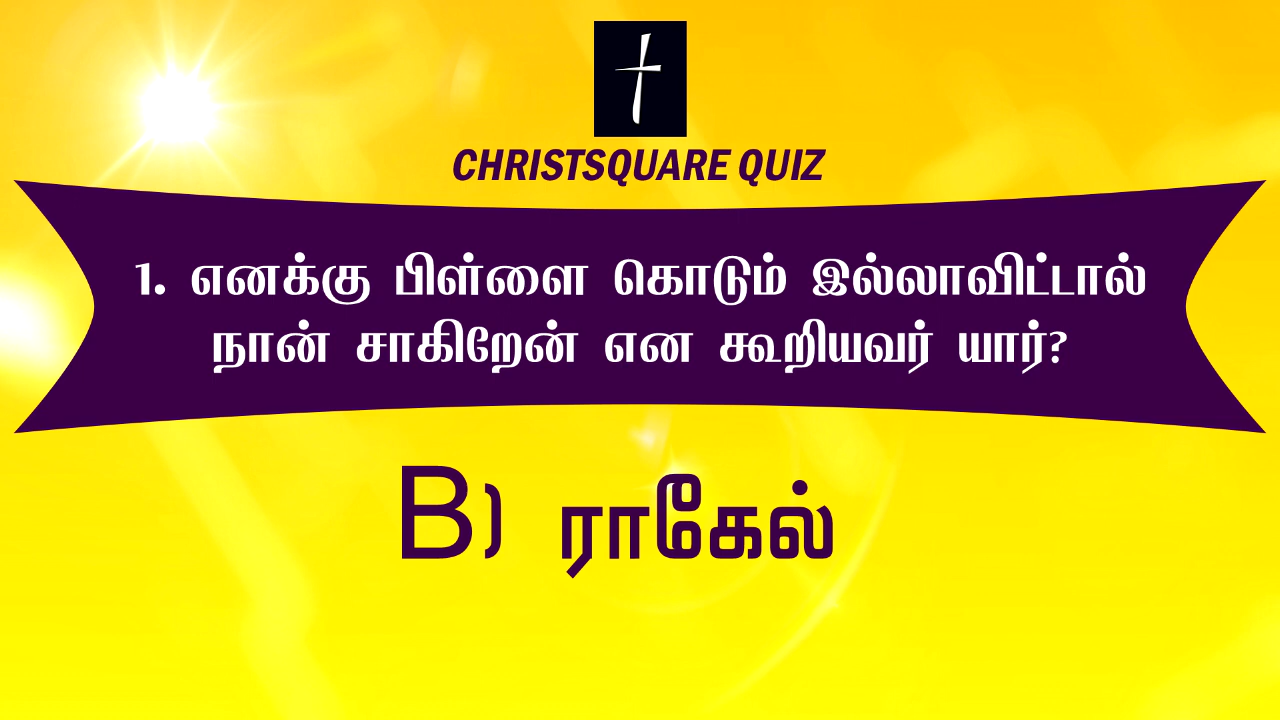 CHRISTSQUARE QUIZ
1. எனக்கு பிள்ளை கொடும் இல்லாவிட்டால்
நான் சாகிறேன் என கூறியவர் யார்?
B) ராகேல்